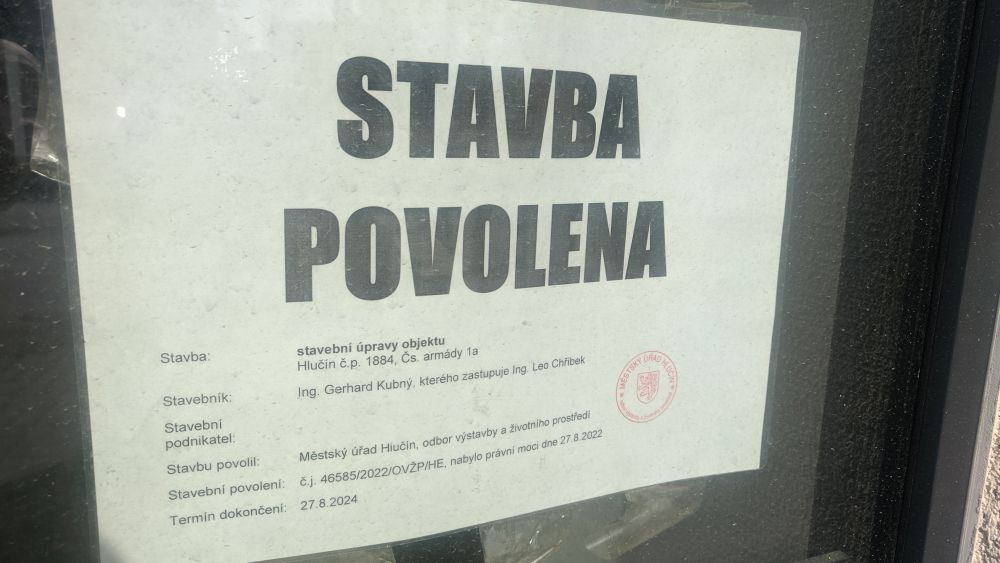 STAVBA
POVOLENA
Stavba: stavební úpravy objektu
Hlučín č.p. 1884, Čs. armády 1a
Stavebník: Ing. Gerhard Kubný, kterého zastupuje Ing. Leo Chřibek
Stavební
podnikatel:
Stavbu povolil: Městský úřad Hlučín, odbor výstavby a životního prostředí
Stavební povolení: č.j. 46585/2022/OVŽP/HE, nabylo právní moci dne 27.8.2022
Termín dokončení: 27.8.2024
MĚSTSKÝ ÚŘAD HLUČÍN